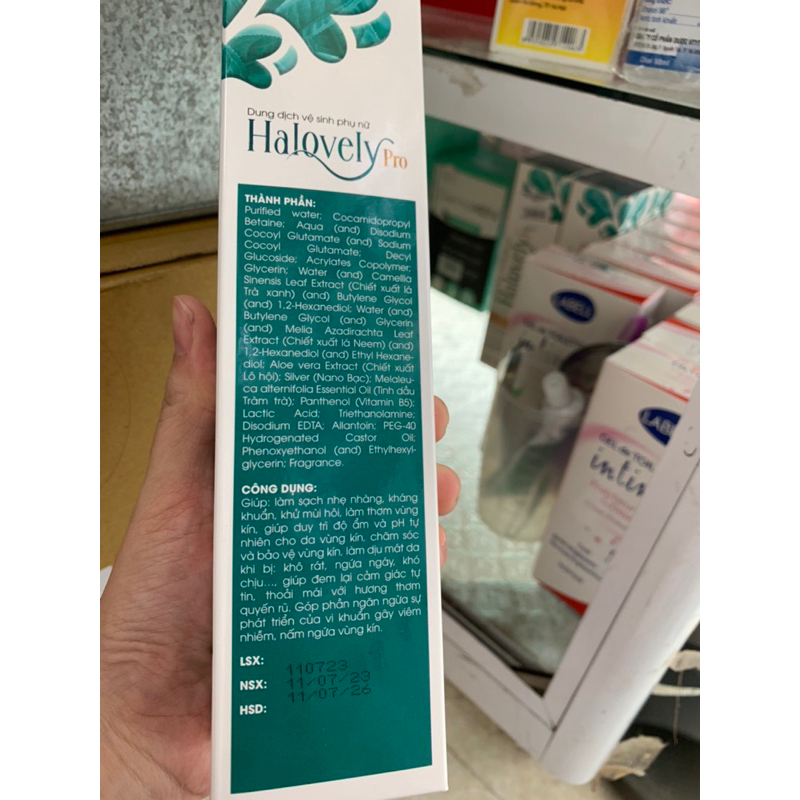 Dung dịch vệ sinh phụ nữ
Halovely Pro
THÀNH PHẦN:
Purified water; Cocamidopropyl
Betaine; Aqua (and) Disodium
Cocoyl Glutamate (and) Sodium
Cocoyl Glutamate; Decyl
Glucoside; Acrylates Copolymer;
Glycerin; Water (and) Camellia
Sinensis Leaf Extract (Chiết xuất lá
Trà xanh) (and) Butylene Glycol
(and) 1,2-Hexanediol; Water (and)
Butylene Glycol (and) Glycerin
(and) Melia Azadirachta Leaf
Extract (Chiết xuất lá Neem) (and)
1,2-Hexanediol (and) Ethyl Hexane-
diol; Aloe vera Extract (Chiết xuất
Lô hội); Silver (Nano Bạc); Melaleu-
ca alternifolia Essential Oil (Tinh dầu
Tràm trà); Panthenol (Vitamin B5);
Lactic Acid; Triethanolamine;
Disodium EDTA; Allantoin; PEG-40
Hydrogenated Castor Oil;
Phenoxyethanol (and) Ethylhexyl-
glycerin; Fragrance.
CÔNG DỤNG:
Giúp: làm sạch nhẹ nhàng, kháng
khuẩn, khử mùi hôi, làm thơm vùng
kín, giúp duy trì độ ẩm và pH tự
nhiên cho da vùng kín, chăm sóc
và bảo vệ vùng kín, làm dịu mát da
khi bị: khô rát, ngứa ngáy, khó
chịu..., giúp đem lại cảm giác tự
tin, thoải mái với hương thơm
quyến rũ. Góp phần ngăn ngừa sự
phát triển của vi khuẩn gây viêm
nhiễm, nấm ngứa vùng kín.
LSX: 110723
NSX: 11/07/23
HSD: 11/07/26
Halovely
LABELL
LABE
intin